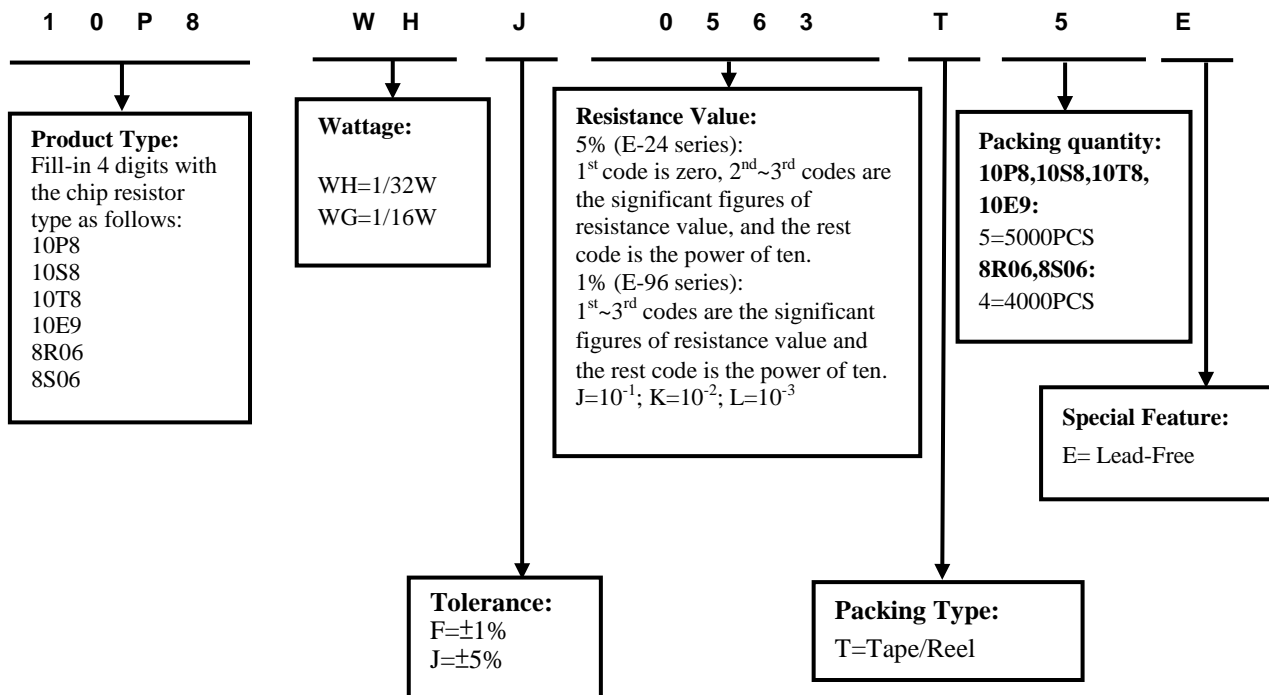 1 0 P 8 W H J 0 5 6 3 T 5 E
Product Type:
Fill-in 4 digits with
the chip resistor
type as follows:
10P8
10S8
10T8
10E9
8R06
8S06
Wattage:
WH=1/32W
WG=1/16W
Resistance Value:
5% (E-24 series):
1st code is zero, 2nd~3rd codes are
the significant figures of
resistance value, and the rest
code is the power of ten.
1% (E-96 series):
1st~3rd codes are the significant
figures of resistance value and
the rest code is the power of ten.
J=10-1; K=10-2; L=10-3
Packing quantity:
10P8,10S8,10T8,
10E9:
5=5000PCS
8R06,8S06:
4=4000PCS
Special Feature:
E= Lead-Free
Tolerance:
F=±1%
J=±5%
Packing Type:
T=Tape/Reel